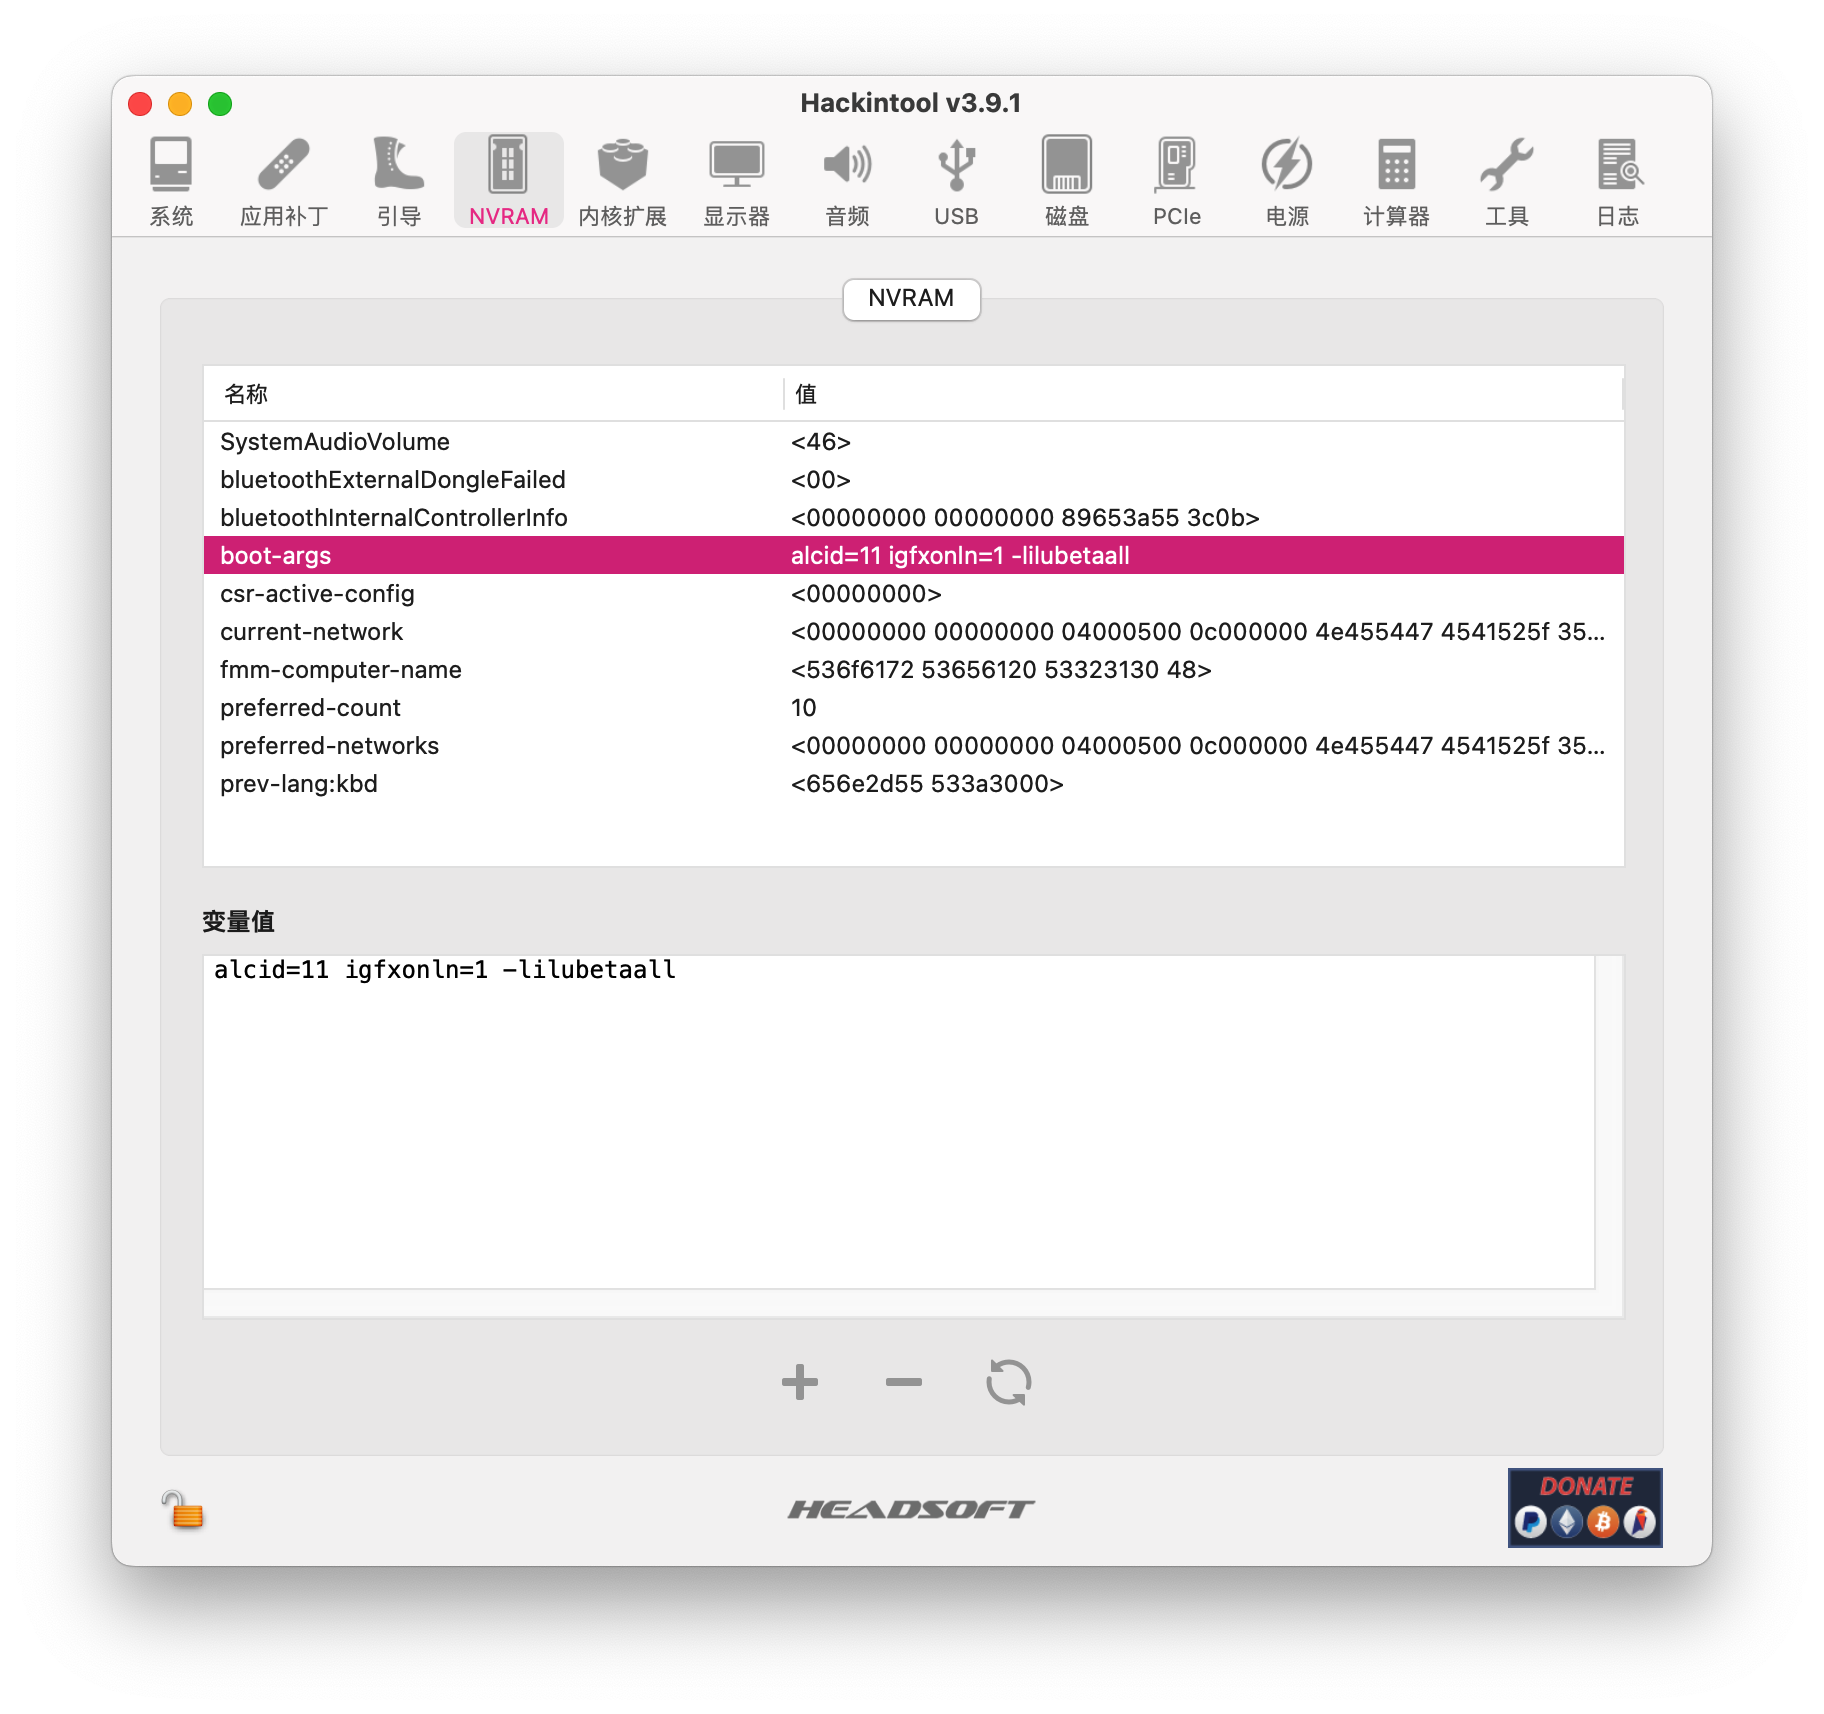 Hackintool v3.9.1
系统 应用补丁 引导 NVRAM 内核扩展 显示器 音频 USB 磁盘 PCIe 电源 计算器 工具 日志
NVRAM
名称 值
SystemAudioVolume <46>
bluetoothExternalDongleFailed <00>
bluetoothInternalControllerInfo <00000000 00000000 89653a55 3c0b>
boot-args alcid=11 igfxonln=1 -lilubetaall
csr-active-config <00000000>
current-network <00000000 00000000 04000500 0c000000 4e455447 4541525f 35...
fmm-computer-name <536f6172 53656120 53323130 48>
preferred-count 10
preferred-networks <00000000 00000000 04000500 0c000000 4e455447 4541525f 35...
prev-lang:kbd <656e2d55 533a3000>
变量值
alcid=11 igfxonln=1 -lilubetaall
HEADSOFT
DONATE